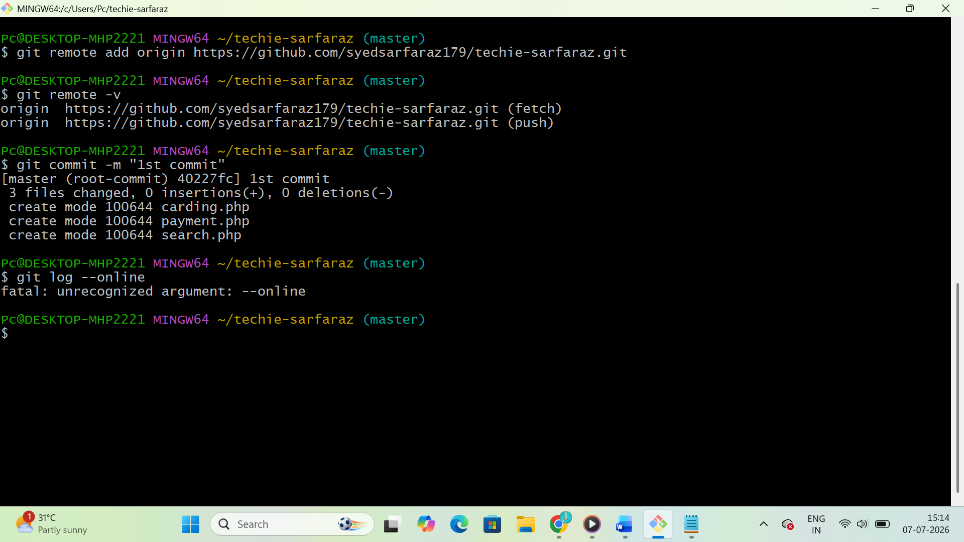 MINGW64:/c/Users/Pc/techie-sarfaraz
Pc@DESKTOP-MHP2221 MINGW64 ~/techie-sarfaraz (master)
$ git remote add origin https://github.com/syedsarfaraz179/techie-sarfaraz.git
Pc@DESKTOP-MHP2221 MINGW64 ~/techie-sarfaraz (master)
$ git remote -v
origin  https://github.com/syedsarfaraz179/techie-sarfaraz.git (fetch)
origin  https://github.com/syedsarfaraz179/techie-sarfaraz.git (push)
Pc@DESKTOP-MHP2221 MINGW64 ~/techie-sarfaraz (master)
$ git commit -m "1st commit"
[master (root-commit) 40227fc] 1st commit
 3 files changed, 0 insertions(+), 0 deletions(-)
 create mode 100644 carding.php
 create mode 100644 payment.php
 create mode 100644 search.php
Pc@DESKTOP-MHP2221 MINGW64 ~/techie-sarfaraz (master)
$ git log --online
fatal: unrecognized argument: --online
Pc@DESKTOP-MHP2221 MINGW64 ~/techie-sarfaraz (master)
$
1
31°C
Partly sunny
Search
ENG
IN
15:14
07-07-2026